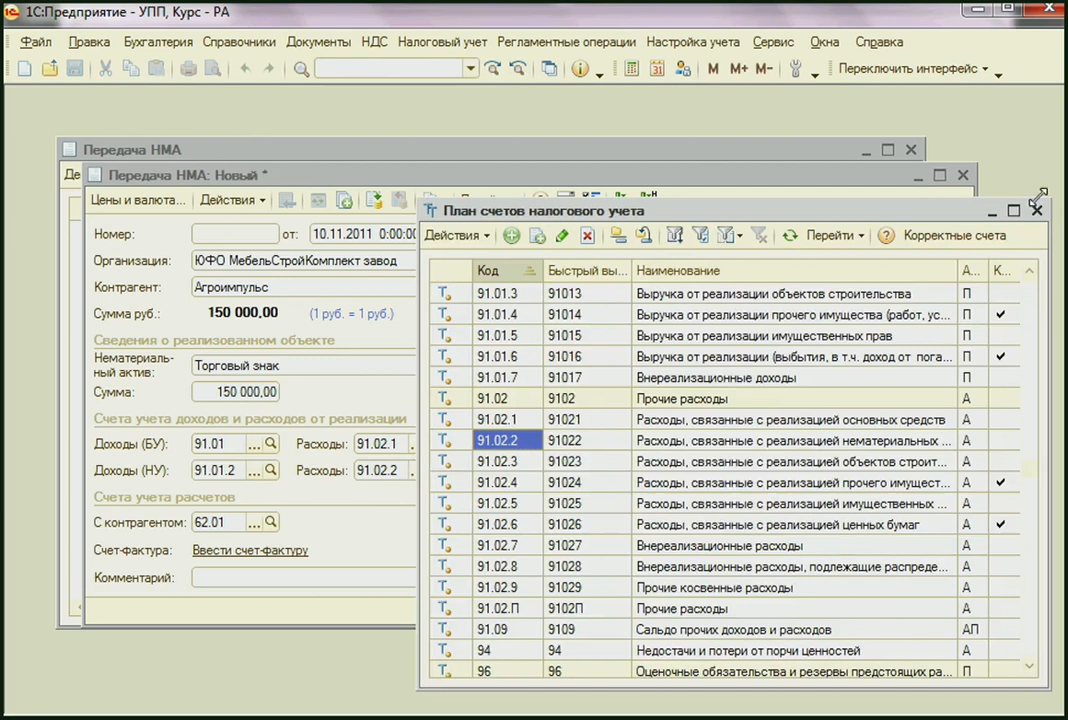 1С:Предприятие - УПП, Курс - РА
Файл Правка Бухгалтерия Справочники Документы НДС Налоговый учет Регламентные операции Настройка учета Сервис Окна Справка
M M+ M- Переключить интерфейс
Передача НМА
Передача НМА: Новый *
Цены и валюта... Действия
Номер: от: 10.11.2011 0:00:00
Организация: ЮФО МебельСтройКомплект завод
Контрагент: Агроимпульс
Сумма руб.: 150 000,00 (1 руб. = 1 руб.)
Сведения о реализованном объекте
Нематериаль-
ный актив: Торговый знак
Сумма: 150 000,00
Счета учета доходов и расходов от реализации
Доходы (БУ): 91.01 ... Расходы: 91.02.1
Доходы (НУ): 91.01.2 ... Расходы: 91.02.2
Счета учета расчетов
С контрагентом: 62.01 ...
Счет-фактура: Ввести счет-фактуру
Комментарий:
План счетов налогового учета
Действия Перейти Корректные счета
Код Быстрый вы... Наименование А... К...
91.01.3 91013 Выручка от реализации объектов строительства П
91.01.4 91014 Выручка от реализации прочего имущества (работ, ус... П
91.01.5 91015 Выручка от реализации имущественных прав П
91.01.6 91016 Выручка от реализации (выбытия, в т.ч. доход от пога... П
91.01.7 91017 Внереализационные доходы П
91.02 9102 Прочие расходы А
91.02.1 91021 Расходы, связанные с реализацией основных средств А
91.02.2 91022 Расходы, связанные с реализацией нематериальных ... А
91.02.3 91023 Расходы, связанные с реализацией объектов строит... А
91.02.4 91024 Расходы, связанные с реализацией прочего имущест... А
91.02.5 91025 Расходы, связанные с реализацией имущественных ... А
91.02.6 91026 Расходы, связанные с реализацией ценных бумаг А
91.02.7 91027 Внереализационные расходы А
91.02.8 91028 Внереализационные расходы, подлежащие распреде... А
91.02.9 91029 Прочие косвенные расходы А
91.02.П 9102П Прочие расходы А
91.09 9109 Сальдо прочих доходов и расходов АП
94 94 Недостачи и потери от порчи ценностей А
96 96 Оценочные обязательства и резервы предстоящих ра... П